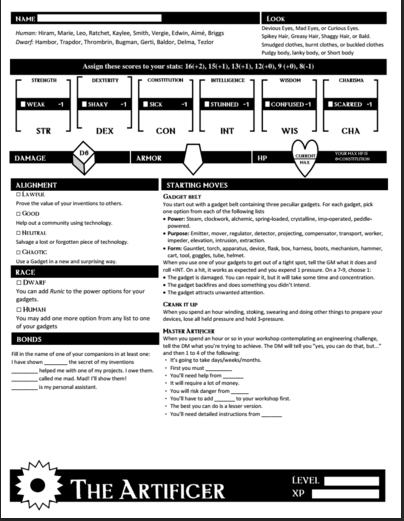 NAME
LOOK
Human: Hiram, Marie, Leo, Ratchet, Kaylee, Smith, Vergie, Edwin, Aimé, Briggs
Dwarf: Hambor, Trapdor, Thrombrin, Bugman, Gerti, Baldor, Delma, Tezlor
Devious Eyes, Mad Eyes, or Curious Eyes.
Spikey Hair, Greasy Hair, Shaggy Hair, or Bald.
Smudged clothes, burnt clothes, or buckled clothes
Pudgy body, lanky body, or Short body
Assign these scores to your stats: 16(+2), 15(+1), 13(+1), 12(+0), 9 (+0), 8(-1)
STRENGTH DEXTERITY CONSTITUTION INTELLIGENCE WISDOM CHARISMA
WEAK -1 SHAKY -1 SICK -1 STUNNED -1 CONFUSED -1 SCARRED -1
STR DEX CON INT WIS CHA
DAMAGE D6 ARMOR HP CURRENT MAX YOUR MAX HP IS 8+CONSTITUTION
ALIGNMENT
LAWFUL
Prove the value of your inventions to others.
GOOD
Help out a community using technology.
NEUTRAL
Salvage a lost or forgotten piece of technology.
CHAOTIC
Use a Gadget in a new and surprising way.
RACE
DWARF
You can add Runic to the power options for your
gadgets.
HUMAN
You may add one more option from any list to one
of your gadgets
BONDS
Fill in the name of one of your companions in at least one:
I have shown ________ the secret of my inventions
________ helped me with one of my projects. I owe them.
________ called me mad. Mad! I'll show them!
________ is my personal assistant.
STARTING MOVES
GADGET BELT
You start out with a gadget belt containing three peculiar gadgets. For each gadget, pick
one option from each of the following lists
• Power: Steam, clockwork, alchemic, spring-loaded, crystalline, imp-operated, peddle-
powered.
• Purpose: Emitter, mover, regulator, detector, projecting, compensator, transport, worker,
impeder, elevation, intrusion, extraction.
• Form: Gauntlet, torch, apparatus, device, flask, box, harness, boots, mechanism, hammer,
cart, tool, goggles, tube, helmet.
When you use one of your gadgets to get out of a tight spot, tell the GM what it does and
roll +INT. On a hit, it works as expected and you expend 1 pressure. On a 7-9, choose 1:
• The gadget is damaged. You can repair it, but it will take some time and concentration.
• The gadget backfires and does something you didn't intend.
• The gadget attracts unwanted attention.
CRANK IT UP
When you spend an hour winding, stoking, swearing and doing other things to prepare your
devices, lose all held pressure and hold 3-pressure.
MASTER ARTIFICER
When you spend an hour or so in your workshop contemplating an engineering challenge,
tell the DM what you're trying to achieve. The DM will tell you "yes, you can do that, but..."
and then 1 to 4 of the following:
• It's going to take days/weeks/months.
• First you must ________
• You'll need help from ________
• It will require a lot of money.
• You will risk danger from ________
• You'll have to add ________ to your workshop first.
• The best you can do is a lesser version.
• You'll need detailed instructions from ________
THE ARTIFICER
LEVEL
XP